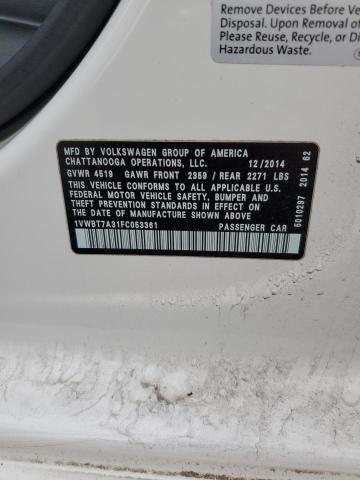 Remove Devices Before Ve
Disposal. Upon Removal of
Please Reuse, Recycle, or Di
Hazardous Waste.
MFD BY VOLKSWAGEN GROUP OF AMERICA
CHATTANOOGA OPERATIONS, LLC. 12/2014
GVWR 4519 GAWR FRONT 2359 / REAR 2271 LBS
THIS VEHICLE CONFORMS TO ALL APPLICABLE U.S.
FEDERAL MOTOR VEHICLE SAFETY, BUMPER AND
THEFT PREVENTION STANDARDS IN EFFECT ON THE
DATE OF MANUFACTURE SHOWN ABOVE.
1VWBT7A31FC053361 PASSENGER CAR
5010297 2014 62